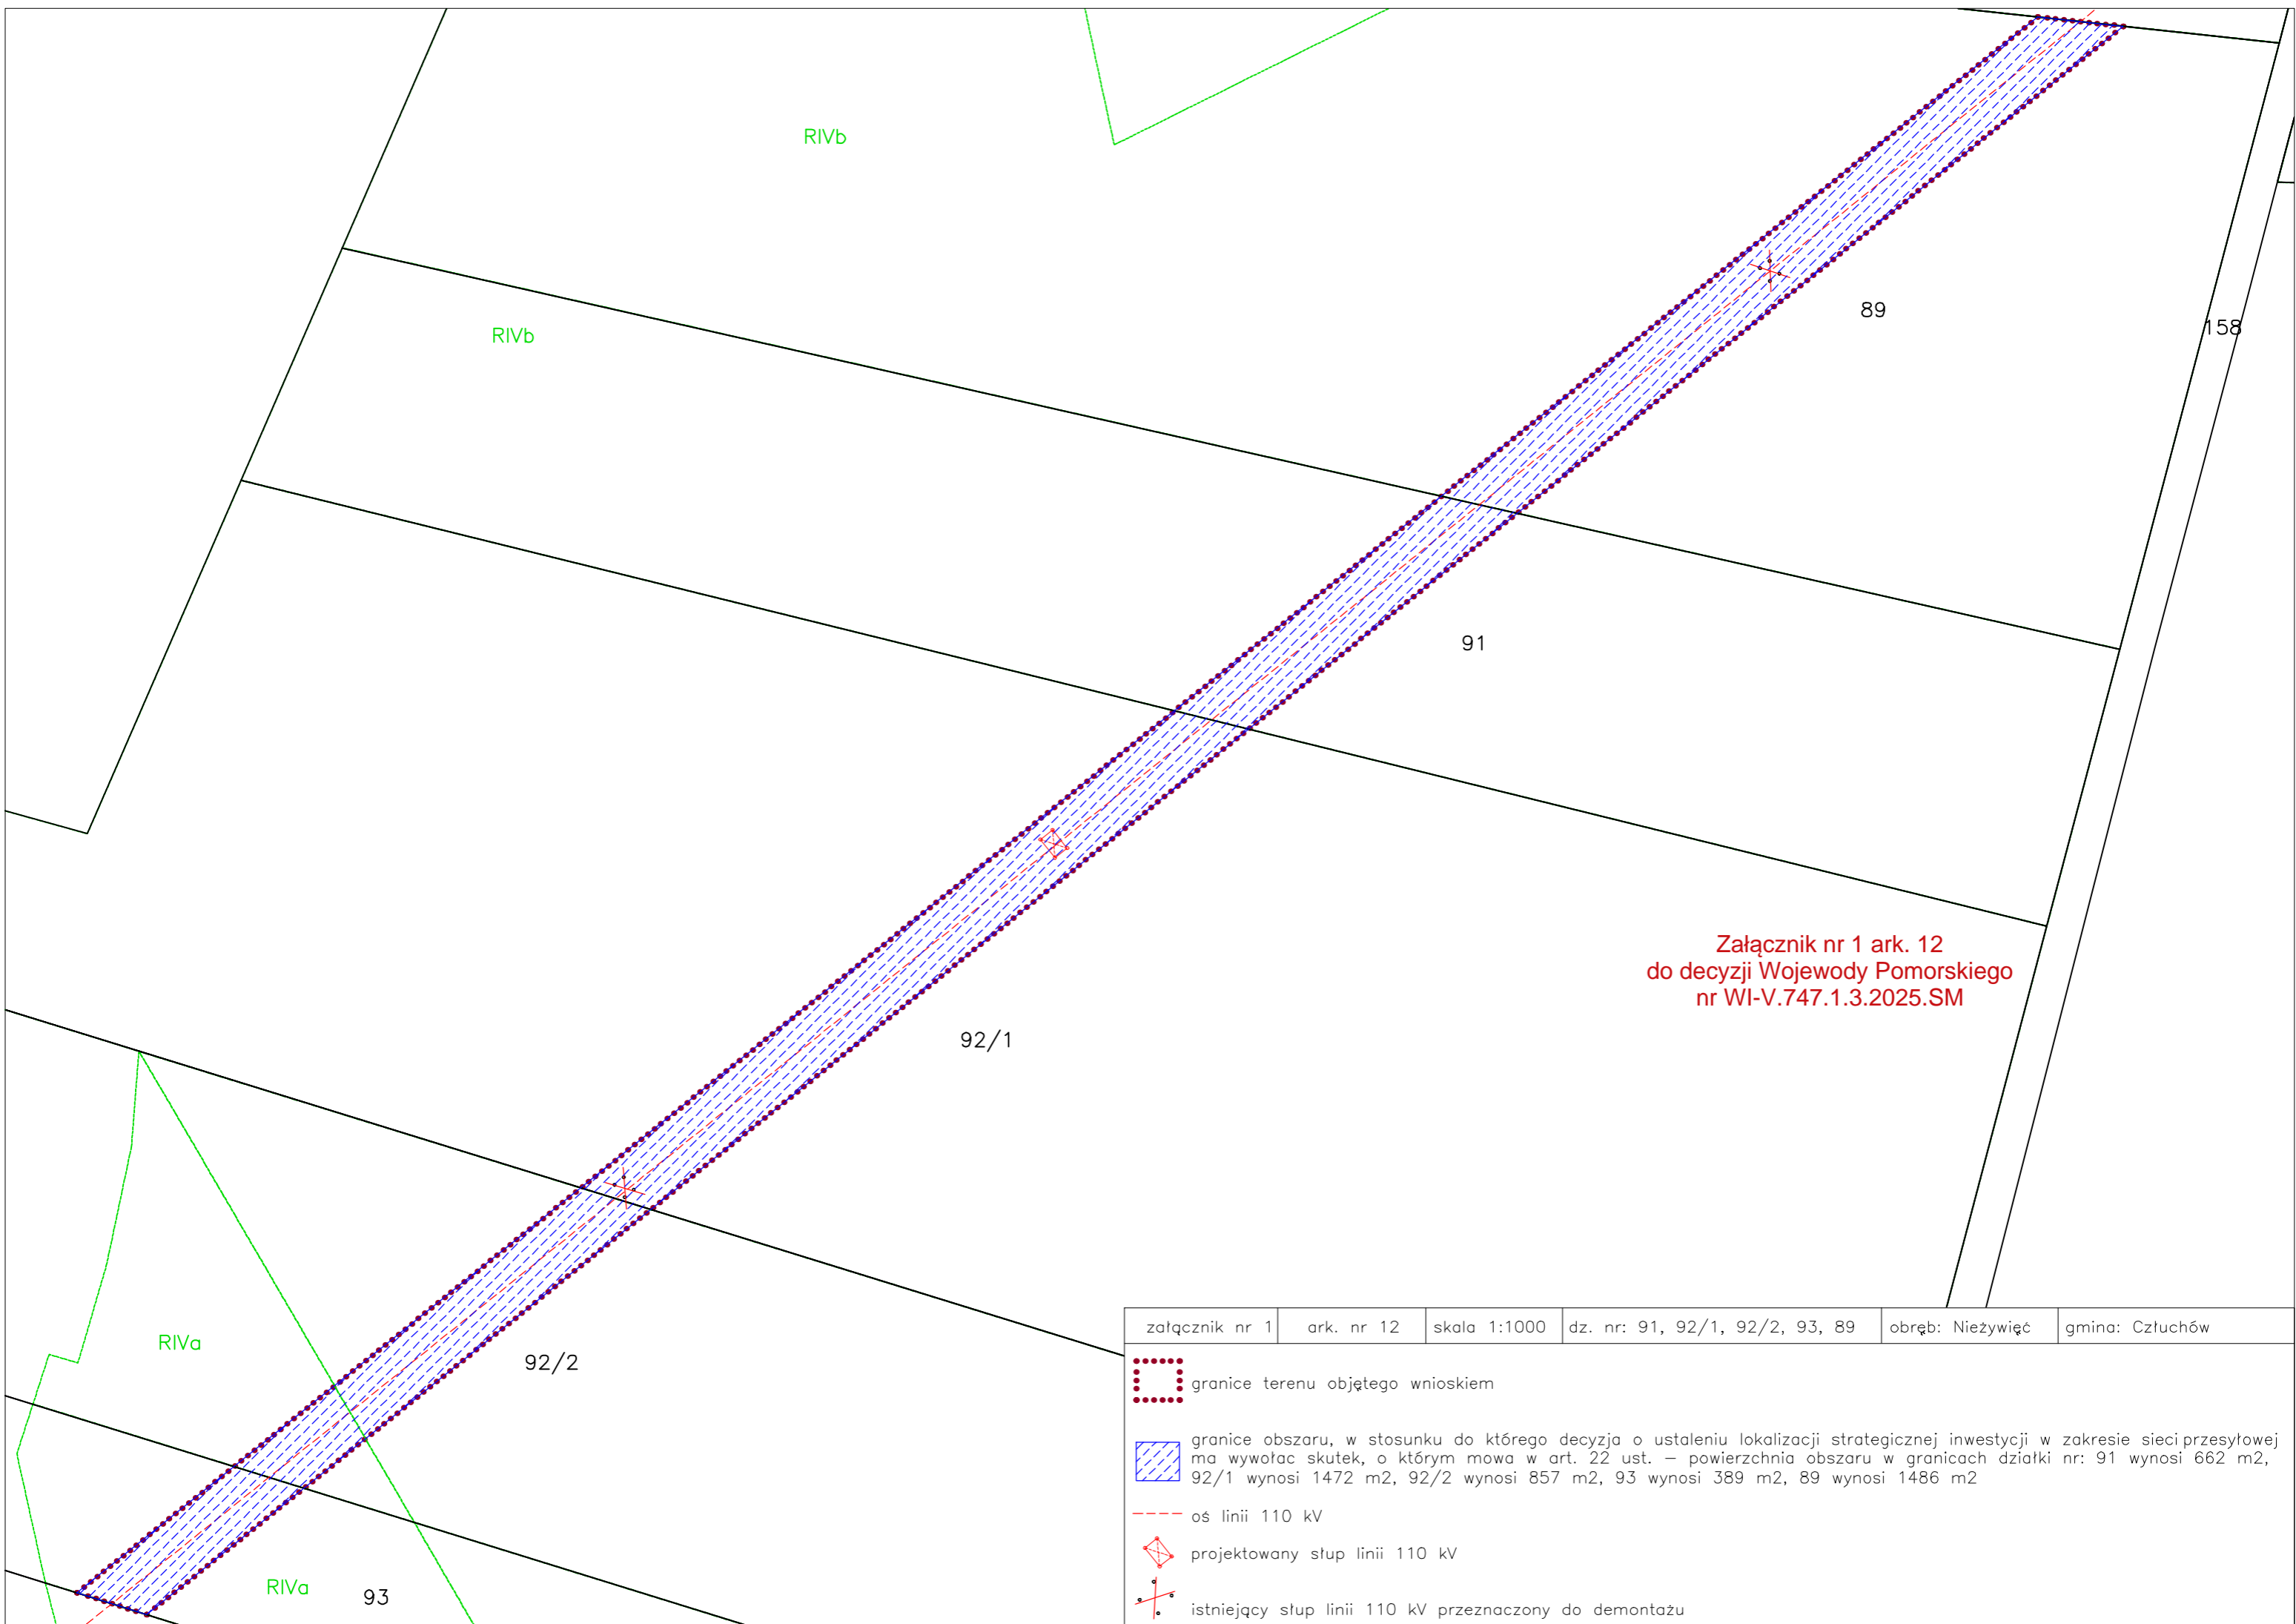 RIVb
RIVb
89
158
91
Załącznik nr 1 ark. 12
do decyzji Wojewody Pomorskiego
nr WI-V.747.1.3.2025.SM
92/1
RIVa
92/2
RIVa
93
załącznik nr 1 ark. nr 12 skala 1:1000 dz. nr: 91, 92/1, 92/2, 93, 89 obręb: Nieżywięć gmina: Człuchów
granice terenu objętego wnioskiem
granice obszaru, w stosunku do którego decyzja o ustaleniu lokalizacji strategicznej inwestycji w zakresie sieci przesyłowej
ma wywołac skutek, o którym mowa w art. 22 ust. – powierzchnia obszaru w granicach działki nr: 91 wynosi 662 m2,
92/1 wynosi 1472 m2, 92/2 wynosi 857 m2, 93 wynosi 389 m2, 89 wynosi 1486 m2
oś linii 110 kV
projektowany słup linii 110 kV
istniejący słup linii 110 kV przeznaczony do demontażu